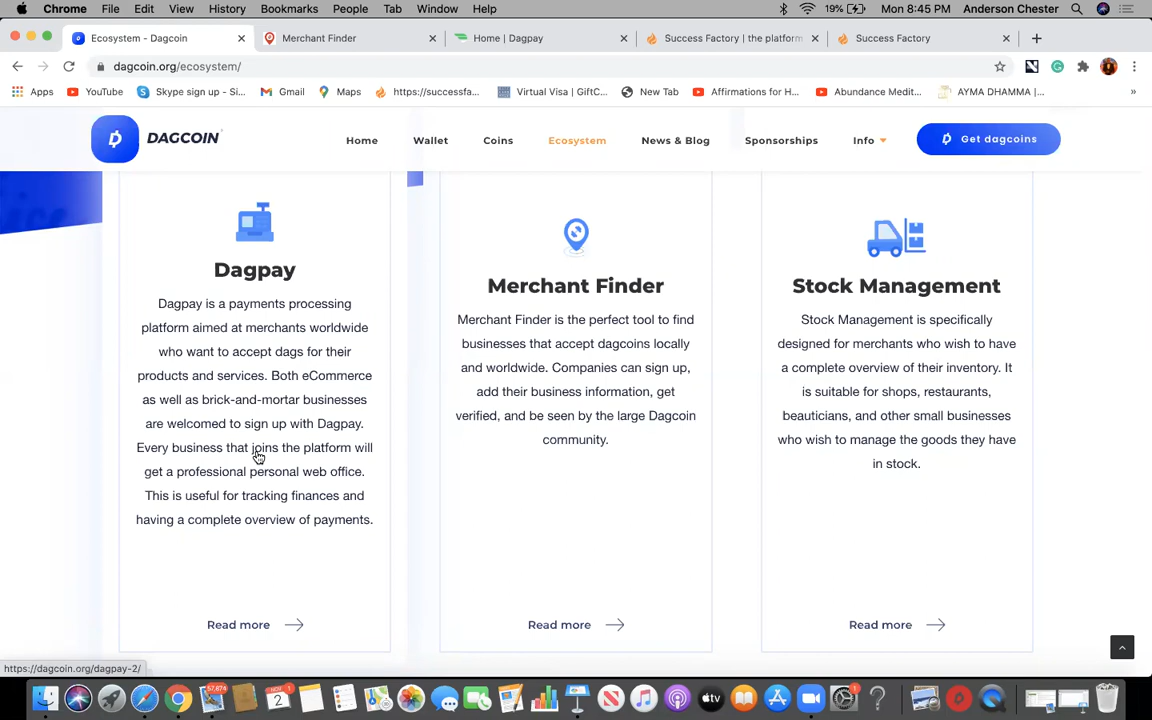 Chrome File Edit View History Bookmarks People Tab Window Help 19% Mon 8:45 PM Anderson Chester
Ecosystem - Dagcoin Merchant Finder Home | Dagpay Success Factory | the platform Success Factory
dagcoin.org/ecosystem/
Apps YouTube Skype sign up - Si... Gmail Maps https://successfa... Virtual Visa | GiftC... New Tab Affirmations for H... Abundance Medit... AYMA DHAMMA |... »
DAGCOIN Home Wallet Coins Ecosystem News & Blog Sponsorships Info Get dagcoins
Dagpay
Dagpay is a payments processing
platform aimed at merchants worldwide
who want to accept dags for their
products and services. Both eCommerce
as well as brick-and-mortar businesses
are welcomed to sign up with Dagpay.
Every business that joins the platform will
get a professional personal web office.
This is useful for tracking finances and
having a complete overview of payments.
Read more
Merchant Finder
Merchant Finder is the perfect tool to find
businesses that accept dagcoins locally
and worldwide. Companies can sign up,
add their business information, get
verified, and be seen by the large Dagcoin
community.
Read more
Stock Management
Stock Management is specifically
designed for merchants who wish to have
a complete overview of their inventory. It
is suitable for shops, restaurants,
beauticians, and other small businesses
who wish to manage the goods they have
in stock.
Read more
https://dagcoin.org/dagpay-2/
57,874
NOV 1
2
tv
1